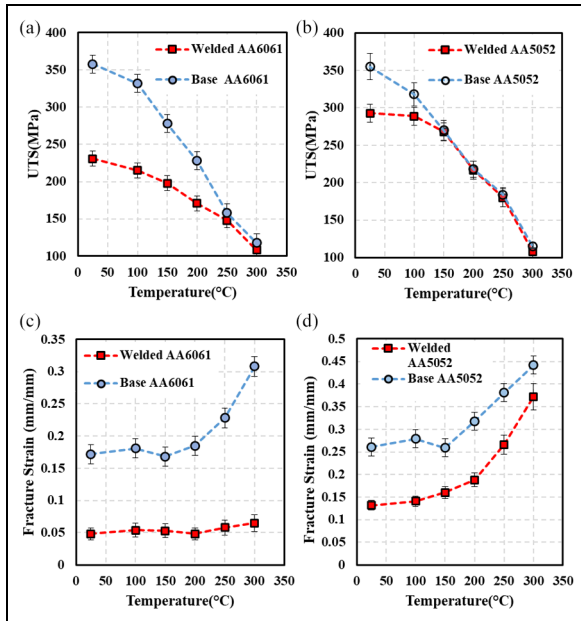 (a)
400
350
300
250
200
150
100
UTS(MPa)
Welded AA6061
Base AA6061
0 50 100 150 200 250 300 350
Temperature(°C)
(b)
400
350
300
250
200
150
100
UTS(MPa)
Welded AA5052
Base AA5052
0 50 100 150 200 250 300 350
Temperature(°C)
(c)
0.35
0.3
0.25
0.2
0.15
0.1
0.05
0
Fracture Strain (mm/mm)
Welded AA6061
Base AA6061
0 50 100 150 200 250 300 350
Temperature(°C)
(d)
0.5
0.45
0.4
0.35
0.3
0.25
0.2
0.15
0.1
0.05
0
Fracture Strain (mm/mm)
Welded
AA5052
Base AA5052
0 50 100 150 200 250 300 350
Temperature(°C)